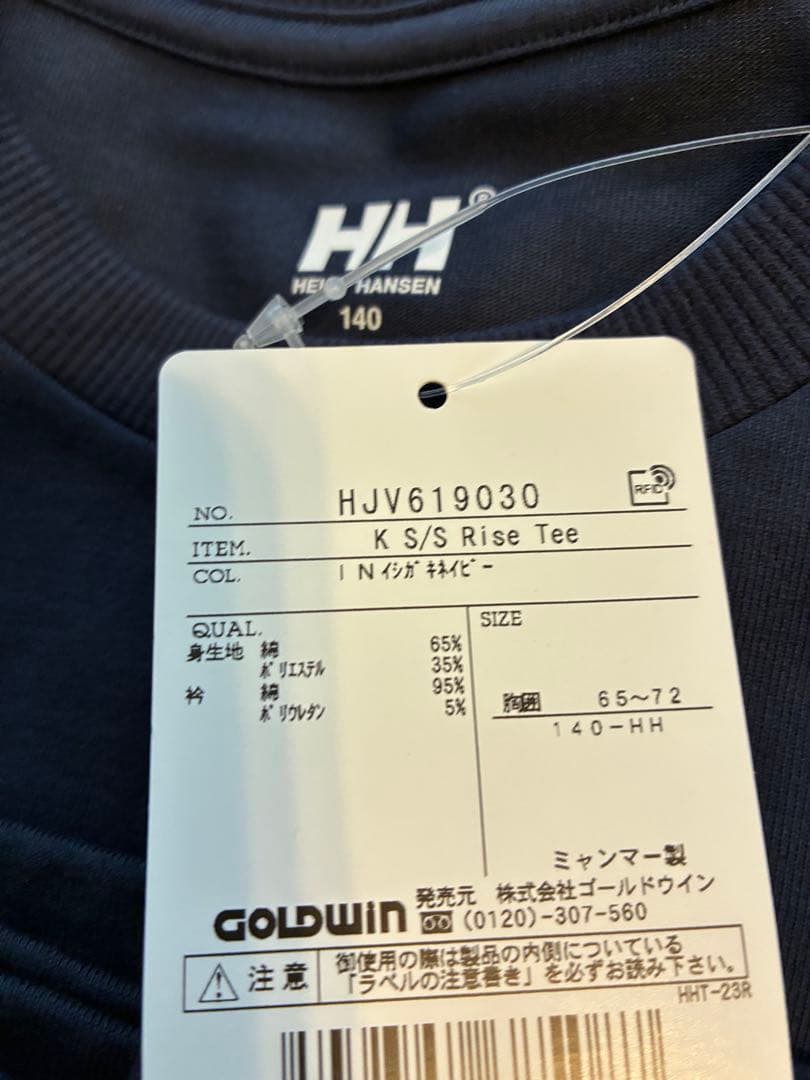 HH®
HELLY HANSEN
140
NO. HJV619030
RFID
ITEM. K S/S Rise Tee
COL. INｲｼｶﾞｷﾈｲﾋﾞｰ
QUAL.
身生地 綿 65%
ﾎﾟﾘｴｽﾃﾙ 35%
衿 綿 95%
ﾎﾟﾘｳﾚﾀﾝ 5%
SIZE
胸囲 65~72
140-HH
ミャンマー製
発売元 株式会社ゴールドウイン
GOLDWIN (0120)-307-560
注意
御使用の際は製品の内側についている
「ラベルの注意書き」を必ずお読み下さい。
HHT-23R